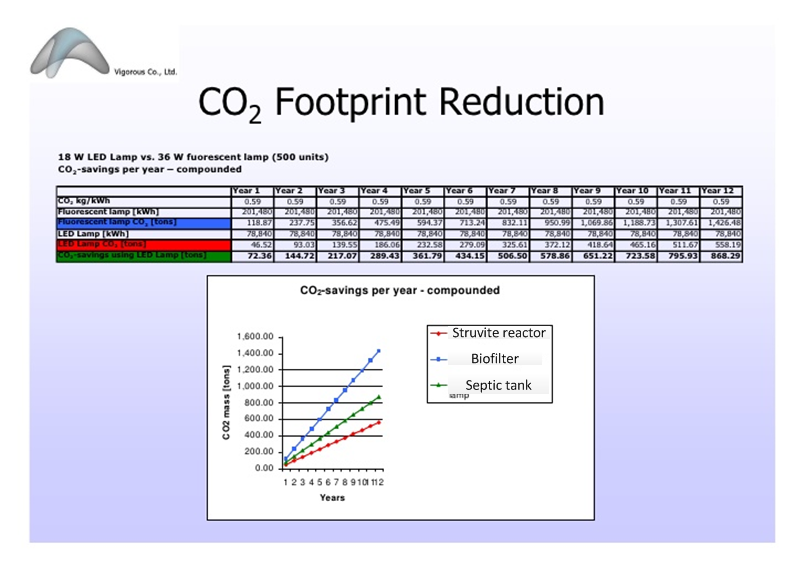 Vigorous Co., Ltd.
CO2 Footprint Reduction
18 W LED Lamp vs. 36 W fuorescent lamp (500 units)
CO2-savings per year – compounded
Year 1 Year 2 Year 3 Year 4 Year 5 Year 6 Year 7 Year 8 Year 9 Year 10 Year 11 Year 12
CO2 kg/kWh 0.59 0.59 0.59 0.59 0.59 0.59 0.59 0.59 0.59 0.59 0.59 0.59
Fluorescent lamp [kWh] 201,480 201,480 201,480 201,480 201,480 201,480 201,480 201,480 201,480 201,480 201,480 201,480
Fluorescent lamp CO2 [tons] 118.87 237.75 356.62 475.49 594.37 713.24 832.11 950.99 1,069.86 1,188.73 1,307.61 1,426.48
LED Lamp [kWh] 78,840 78,840 78,840 78,840 78,840 78,840 78,840 78,840 78,840 78,840 78,840 78,840
LED Lamp CO2 [tons] 46.52 93.03 139.55 186.06 232.58 279.09 325.61 372.12 418.64 465.16 511.67 558.19
CO2-savings using LED Lamp [tons] 72.36 144.72 217.07 289.43 361.79 434.15 506.50 578.86 651.22 723.58 795.93 868.29
CO2-savings per year - compounded
1,600.00
1,400.00
1,200.00
1,000.00
800.00
600.00
400.00
200.00
0.00
CO2 mass [tons]
1 2 3 4 5 6 7 8 9 10 11 12
Years
Struvite reactor
Biofilter
Septic tank
lamp